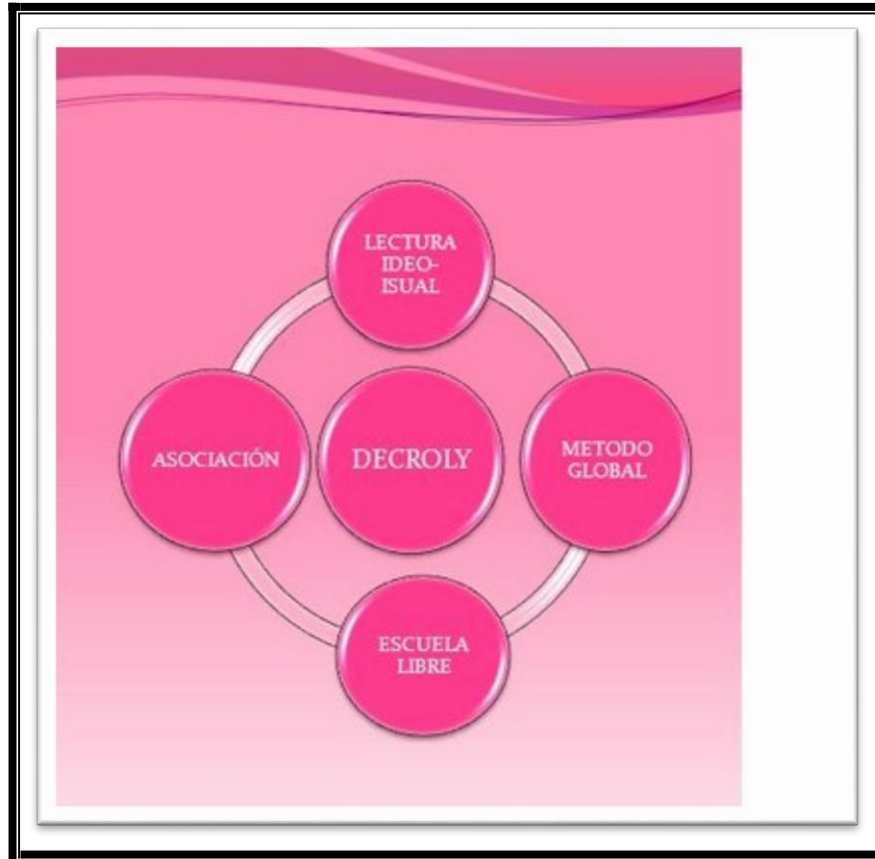 LECTURA
IDEO-
ISUAL
ASOCIACIÓN
DECROLY
METODO
GLOBAL
ESCUELA
LIBRE